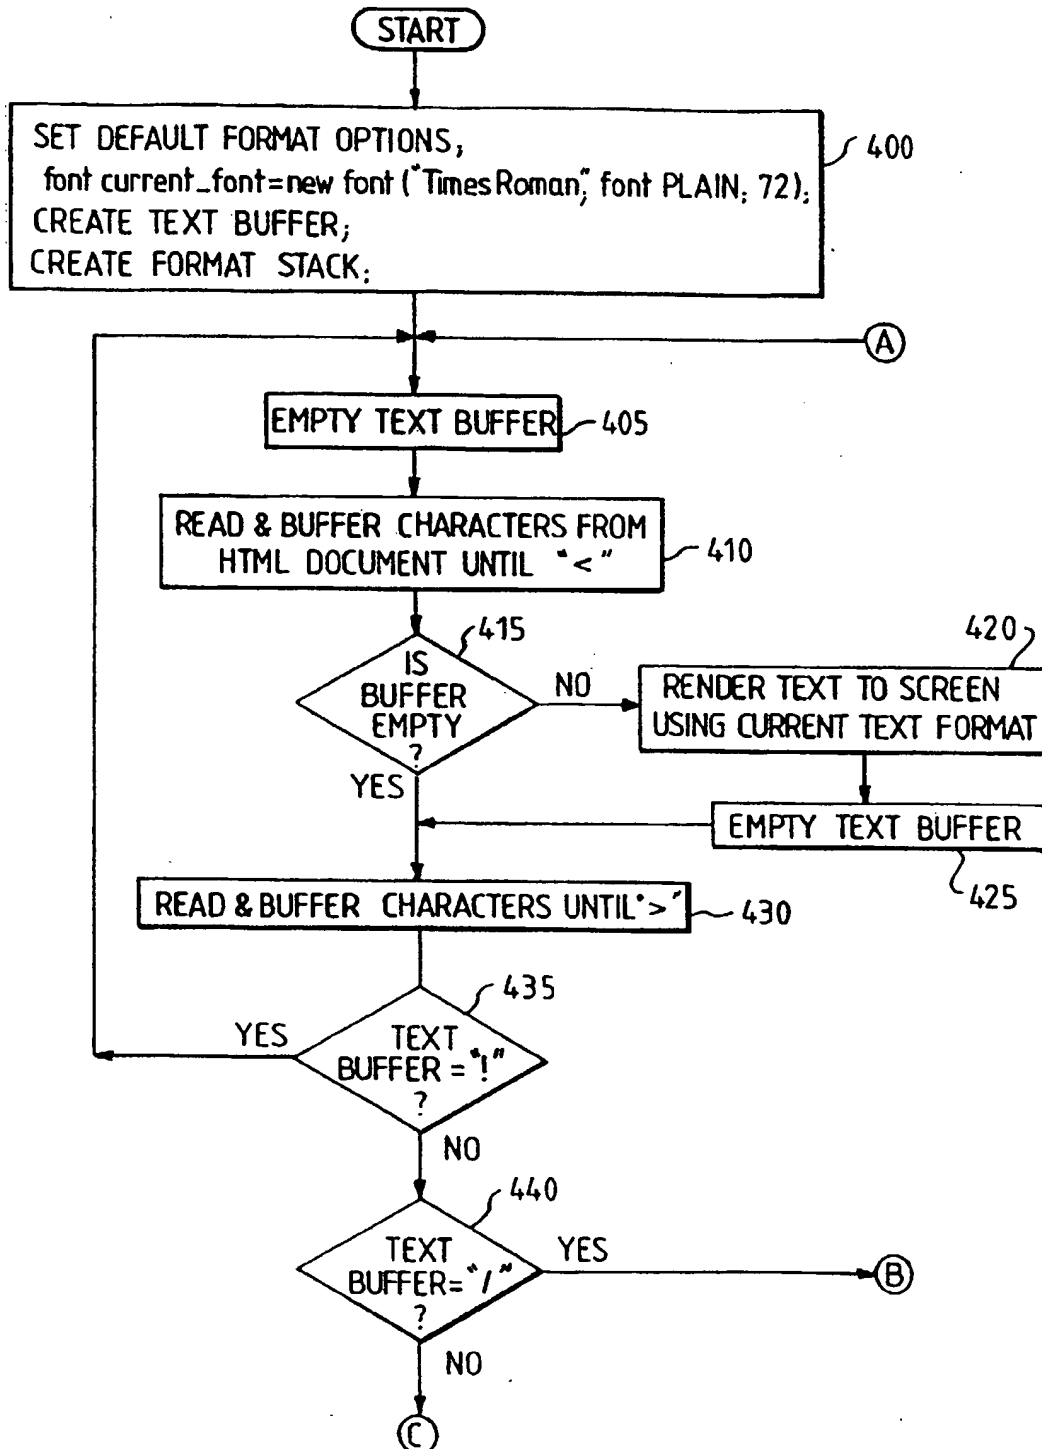 START
SET DEFAULT FORMAT OPTIONS;
font current_font=new font ("TimesRoman", font PLAIN; 72);
CREATE TEXT BUFFER;
CREATE FORMAT STACK;
400
A
EMPTY TEXT BUFFER
405
READ & BUFFER CHARACTERS FROM
HTML DOCUMENT UNTIL "<"
410
415
IS
BUFFER
EMPTY
?
NO
YES
420
RENDER TEXT TO SCREEN
USING CURRENT TEXT FORMAT
EMPTY TEXT BUFFER
425
READ & BUFFER CHARACTERS UNTIL ">"
430
435
YES
TEXT
BUFFER = "!"
?
NO
440
TEXT
BUFFER= "/"
?
YES
B
NO
C